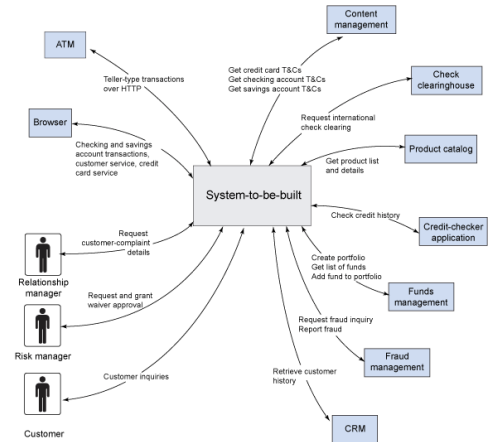 Content
management
ATM
Get credit card T&Cs
Get checking account T&Cs
Get savings account T&Cs
Teller-type transactions
over HTTP
Check
clearinghouse
Request international
check clearing
Browser
Checking and savings
account transactions,
customer service, credit
card service
Product catalog
Get product list
and details
System-to-be-built
Check credit history
Credit-checker
application
Request
customer-complaint
details
Relationship
manager
Create portfolio
Get list of funds
Add fund to portfolio
Funds
management
Request and grant
waiver approval
Risk manager
Request fraud inquiry
Report fraud
Fraud
management
Customer inquiries
Retrieve customer
history
Customer
CRM